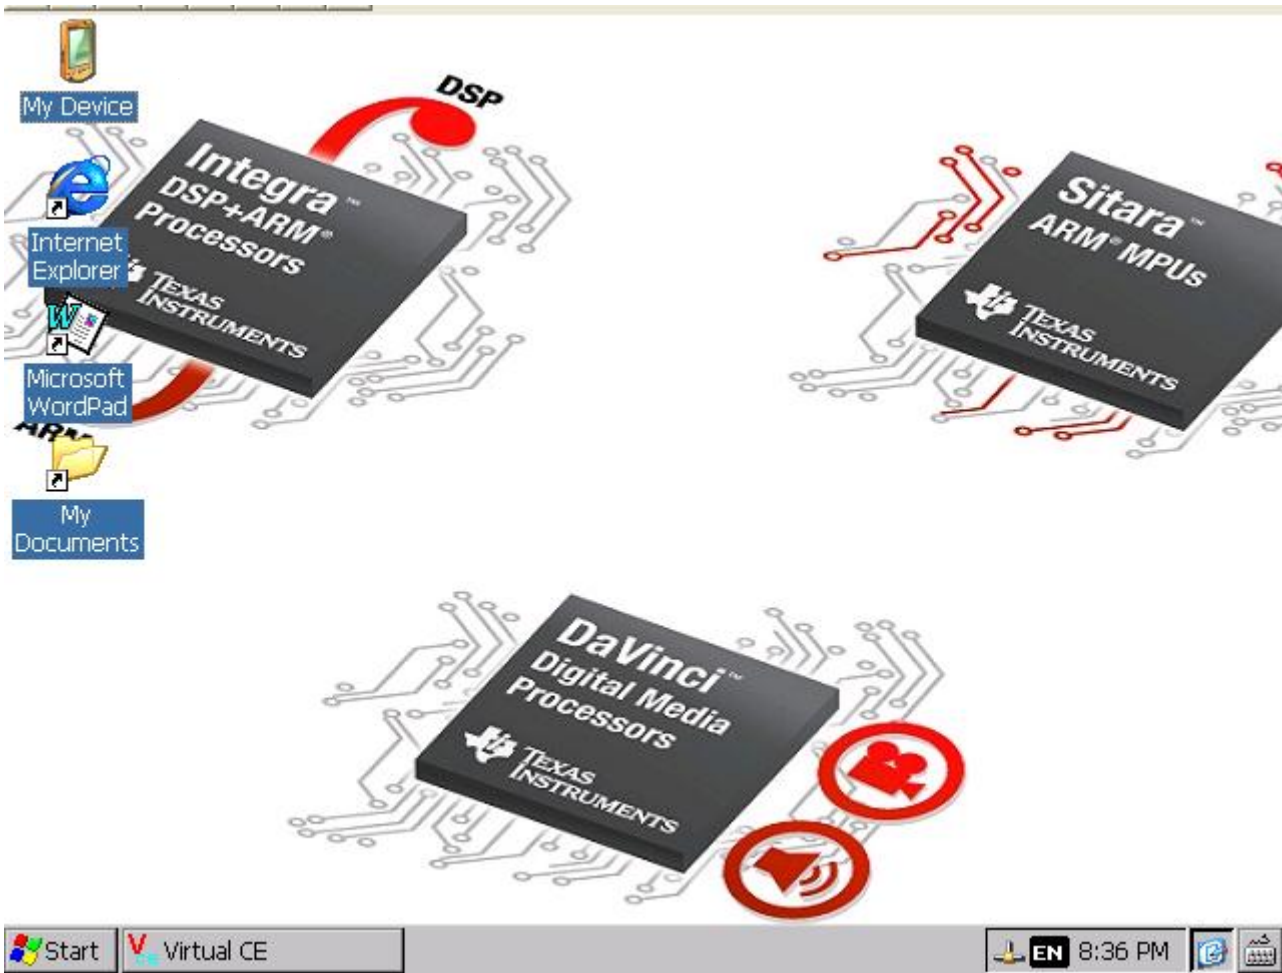 My Device
Internet
Explorer
Microsoft
WordPad
My
Documents
DSP
Integra™
DSP+ARM®
Processors
TEXAS
INSTRUMENTS
ARM
Sitara™
ARM® MPUs
TEXAS
INSTRUMENTS
DaVinci™
Digital Media
Processors
TEXAS
INSTRUMENTS
Start
Virtual CE
EN
8:36 PM